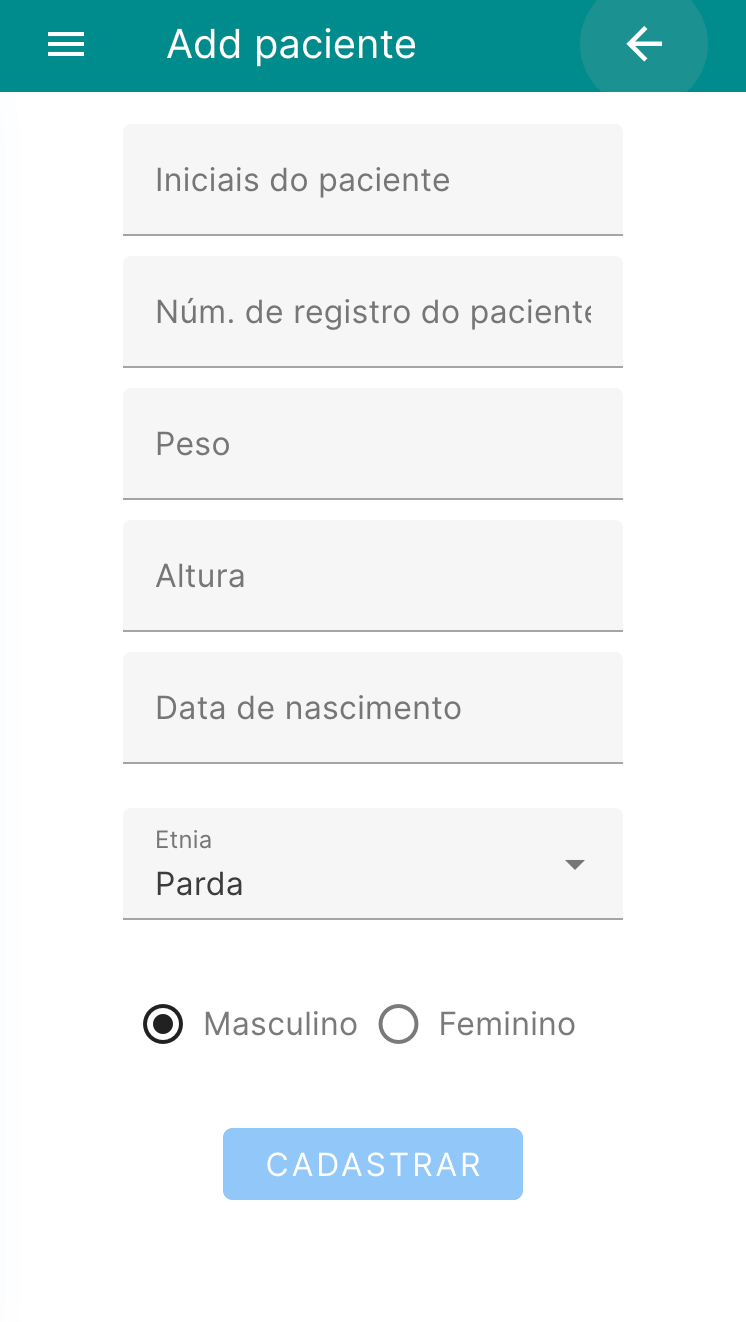 Add paciente
Iniciais do paciente
Núm. de registro do paciente
Peso
Altura
Data de nascimento
Etnia
Parda
Masculino Feminino
CADASTRAR